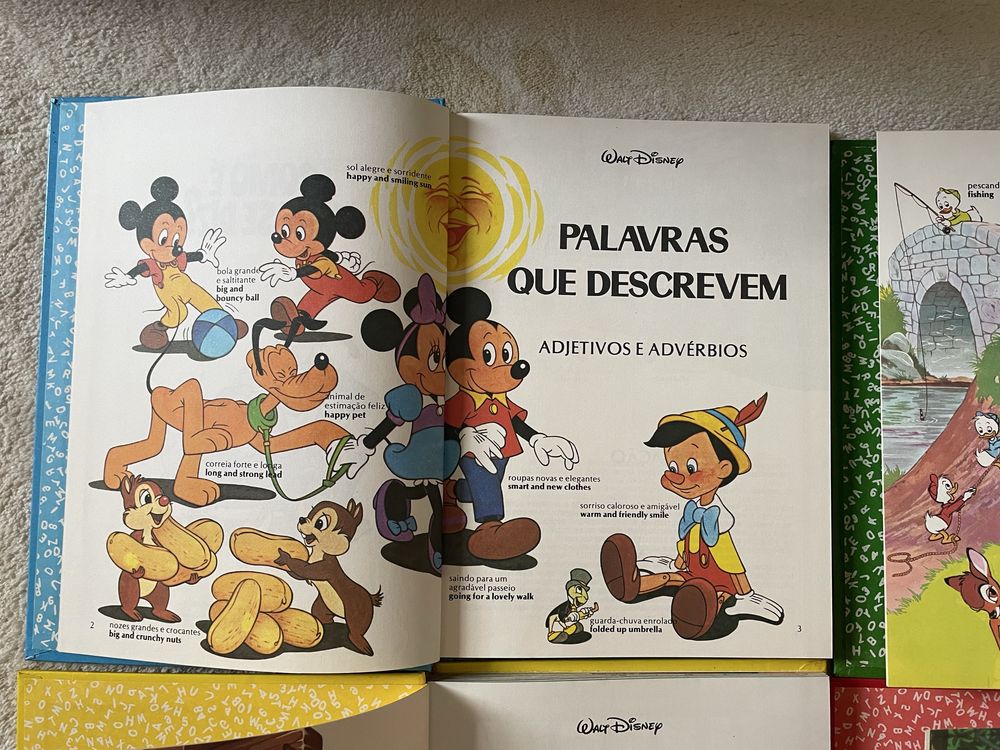 sol alegre e sorridente
happy and smiling sun
bola grande
e saltitante
big and
bouncy ball
animal de
estimação feliz
happy pet
correia forte e longa
long and strong lead
nozes grandes e crocantes
big and crunchy nuts
2
WALT DISNEY
PALAVRAS
QUE DESCREVEM
ADJETIVOS E ADVÉRBIOS
roupas novas e elegantes
smart and new clothes
sorriso caloroso e amigável
warm and friendly smile
saindo para um
agradável passeio
going for a lovely walk
guarda-chuva enrolado
folded up umbrella
3
pescand
fishing
WALT DISNEY